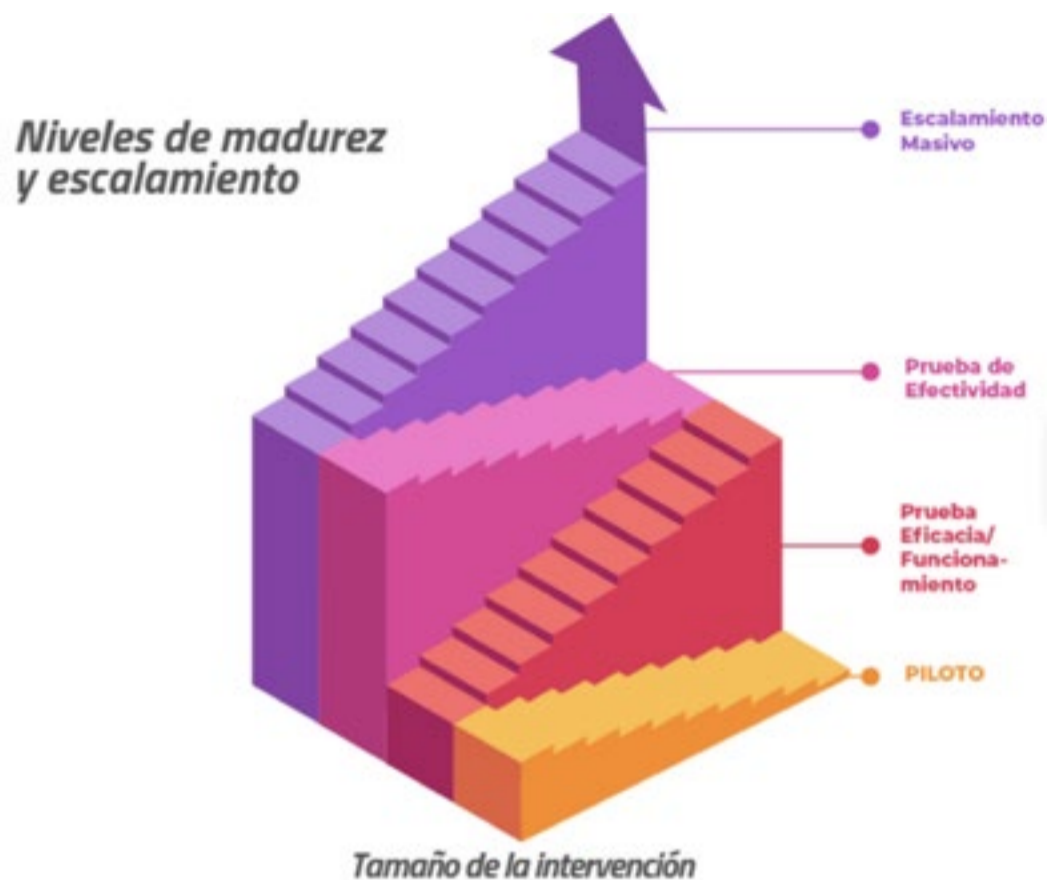 Niveles de madurez
y escalamiento
Escalamiento
Masivo
Prueba de
Efectividad
Prueba
Eficacia/
Funciona-
miento
PILOTO
Tamaño de la intervención